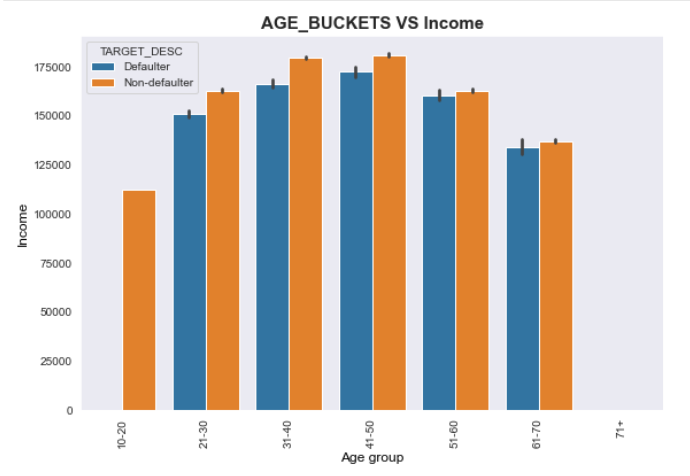 AGE_BUCKETS VS Income
TARGET_DESC
Defaulter
Non-defaulter
175000
150000
125000
100000
75000
50000
25000
0
Income
10-20
21-30
31-40
41-50
51-60
61-70
71+
Age group